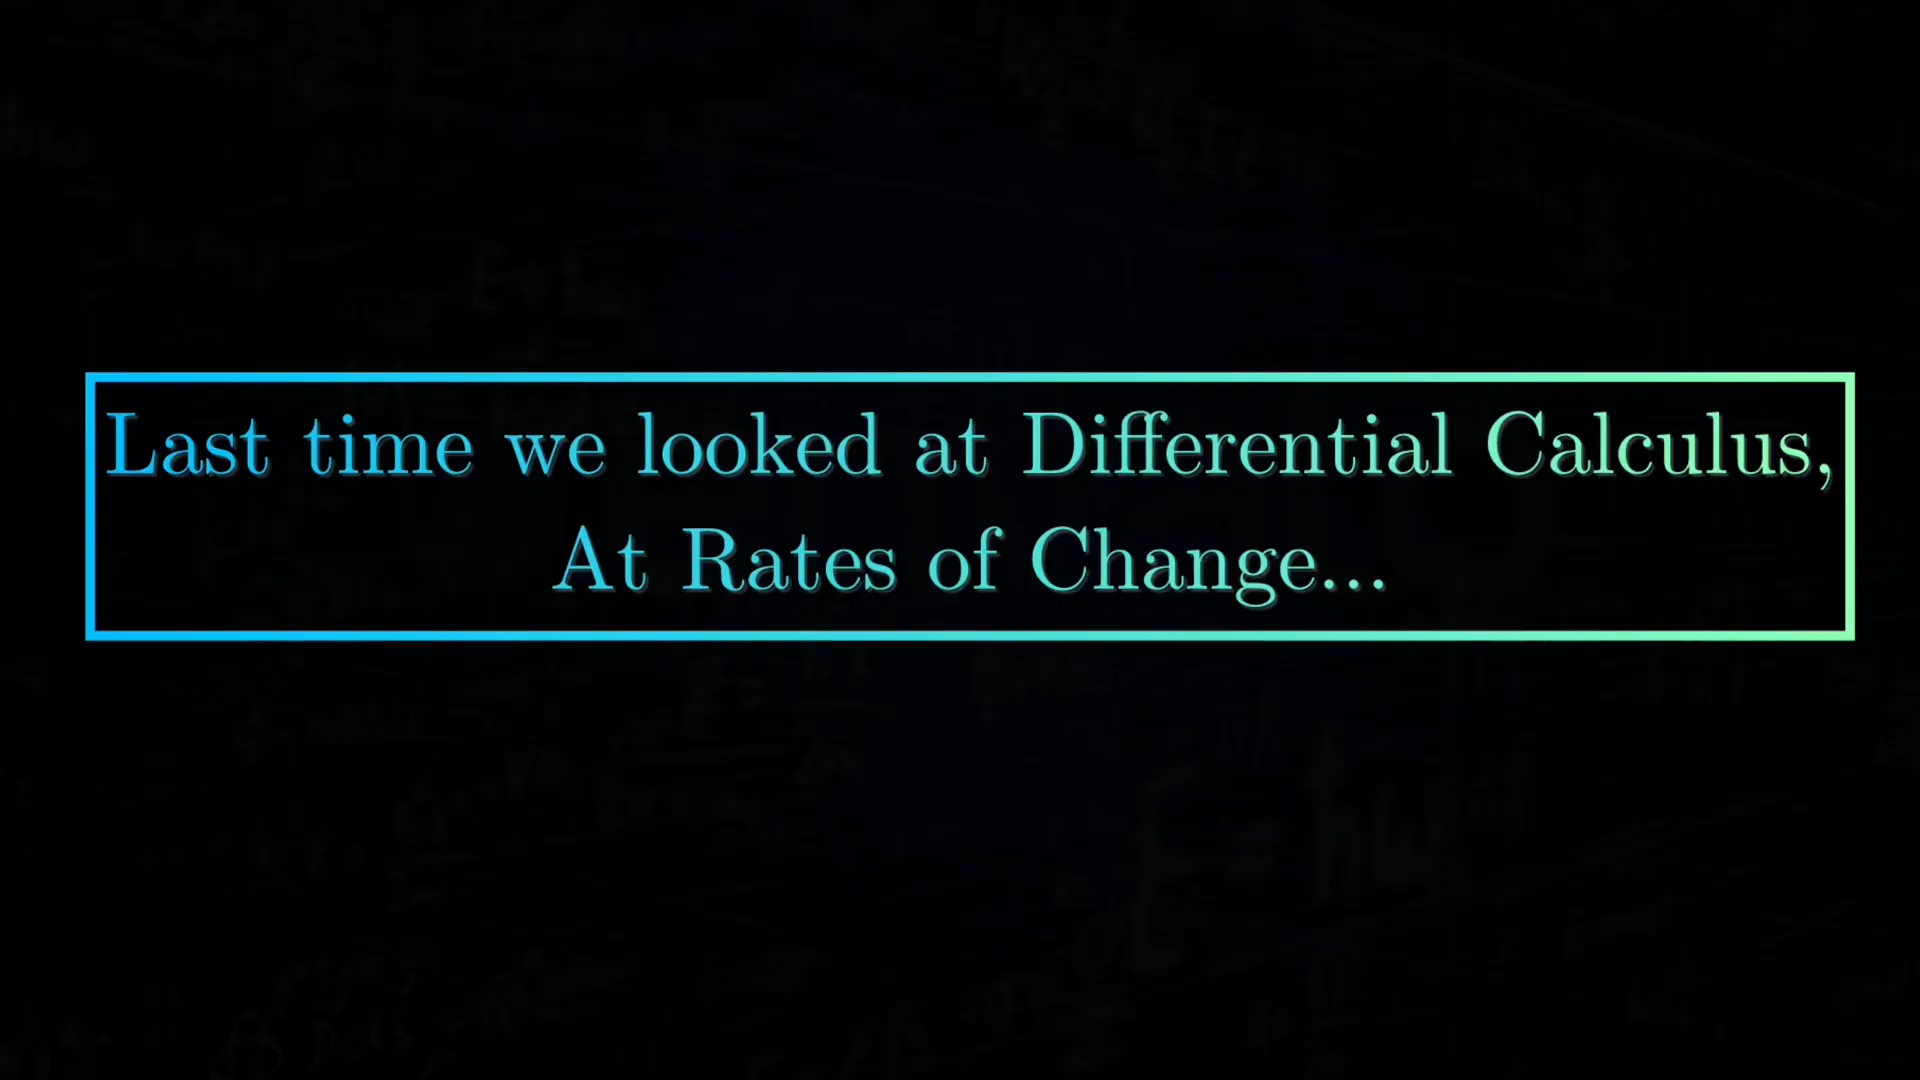 Last time we looked at Differential Calculus,
At Rates of Change...